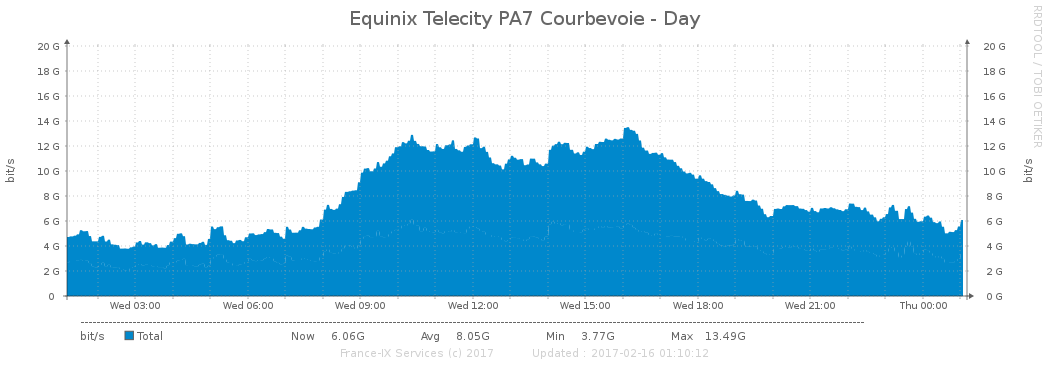 Equinix Telecity PA7 Courbevoie - Day
RRDTOOL / TOBI OETIKER
20 G 20 G
18 G 18 G
16 G 16 G
14 G 14 G
12 G 12 G
10 G 10 G
8 G 8 G
6 G 6 G
4 G 4 G
2 G 2 G
0 0 G
bit/s bit/s
Wed 03:00 Wed 06:00 Wed 09:00 Wed 12:00 Wed 15:00 Wed 18:00 Wed 21:00 Thu 00:00
bit/s Total Now 6.06G Avg 8.05G Min 3.77G Max 13.49G
France-IX Services (c) 2017 Updated : 2017-02-16 01:10:12